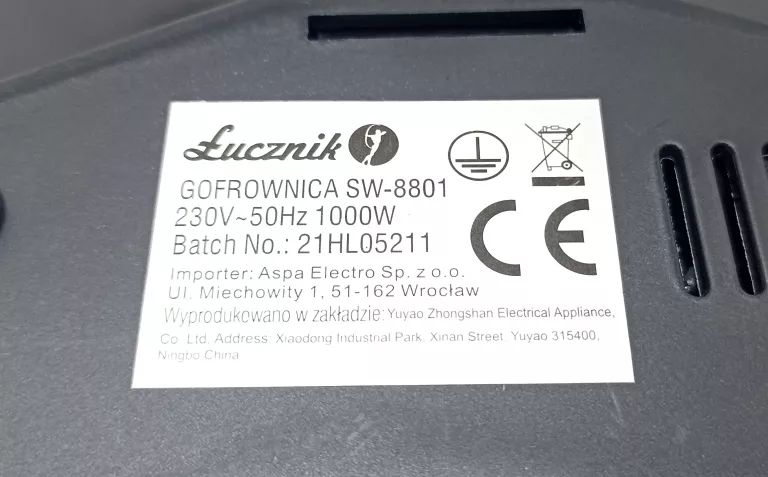 Łucznik
GOFROWNICA SW-8801
230V~50Hz 1000W
Batch No.: 21HL05211
Importer: Aspa Electro Sp. z o.o.
Ul. Miechowity 1, 51-162 Wrocław
Wyprodukowano w zakładzie: Yuyao Zhongshan Electrical Appliance,
Co. Ltd. Address: Xiaodong Industrial Park, Xinan Street, Yuyao 315400,
Ningbo China
CE